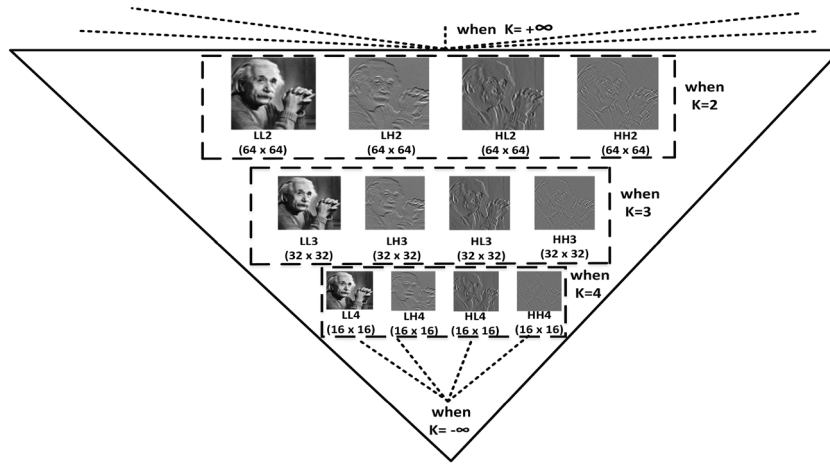 when K= +∞
LL2 LH2 HL2 HH2
(64 x 64) (64 x 64) (64 x 64) (64 x 64)
when
K=2
LL3 LH3 HL3 HH3
(32 x 32) (32 x 32) (32 x 32) (32 x 32)
when
K=3
LL4 LH4 HL4 HH4
(16 x 16) (16 x 16) (16 x 16) (16 x 16)
when
K=4
when
K= -∞